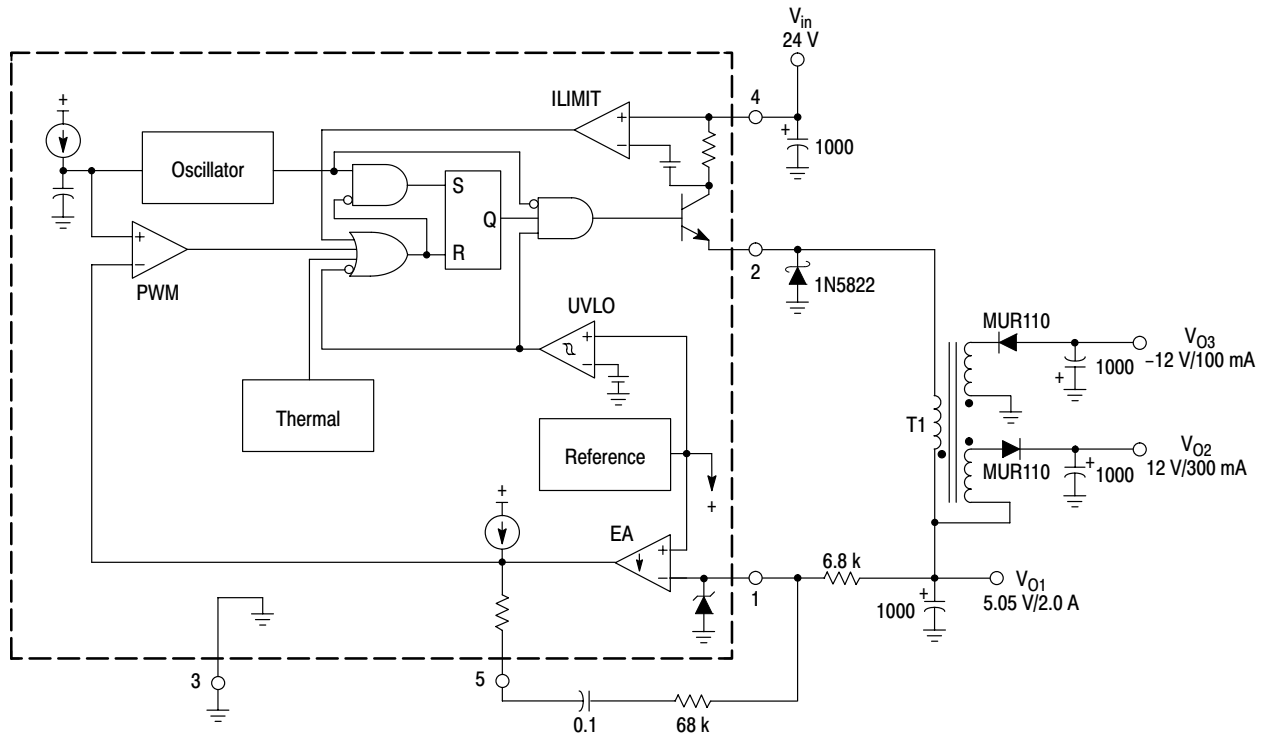 Vin
24 V
4
ILIMIT
+
−
+
1000
+
Oscillator
S
Q
R
+
−
PWM
2
1N5822
UVLO
+
−
MUR110
VO3
−12 V/100 mA
1000
+
Thermal
T1
Reference
+
MUR110
VO2
12 V/300 mA
+
1000
+
EA
+
−
1
6.8 k
VO1
5.05 V/2.0 A
+
1000
3
5
0.1
68 k